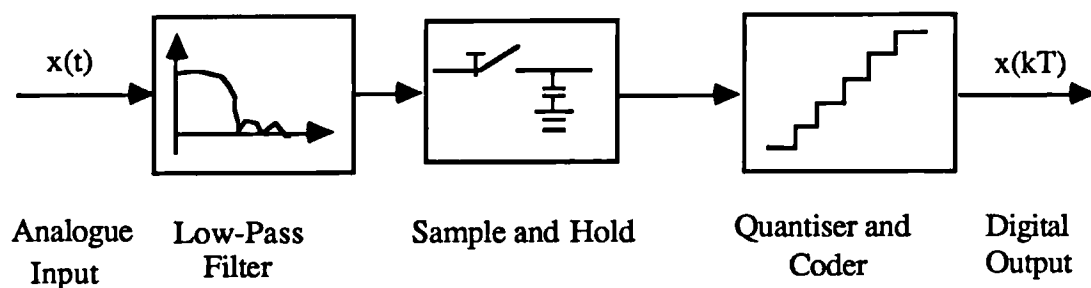 x(t)
x(kT)
Analogue
Input
Low-Pass
Filter
Sample and Hold
Quantiser and
Coder
Digital
Output